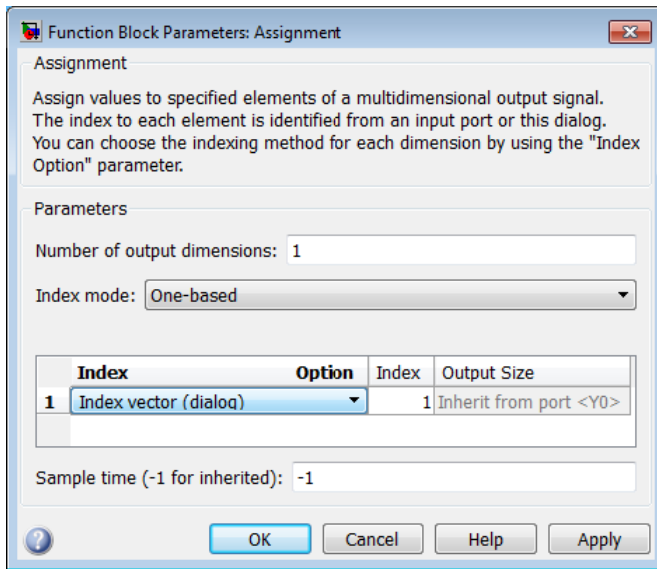 Function Block Parameters: Assignment
Assignment
Assign values to specified elements of a multidimensional output signal.
The index to each element is identified from an input port or this dialog.
You can choose the indexing method for each dimension by using the "Index
Option" parameter.
Parameters
Number of output dimensions: 1
Index mode: One-based
Index Option Index Output Size
1 Index vector (dialog) 1 Inherit from port <Y0>
Sample time (-1 for inherited): -1
? OK Cancel Help Apply